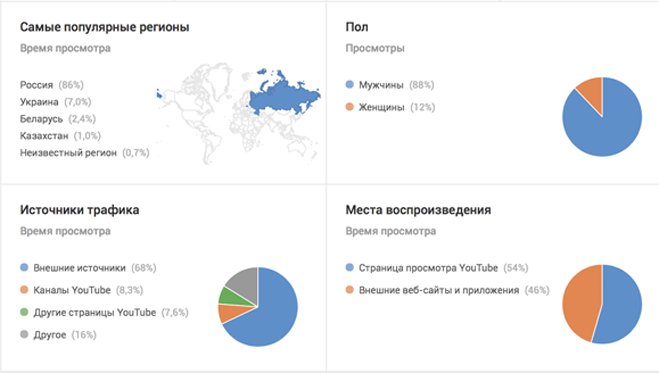 Самые популярные регионы
Время просмотра
Россия (86%)
Украина (7,0%)
Беларусь (2,4%)
Казахстан (1,0%)
Неизвестный регион (0,7%)
Пол
Просмотры
Мужчины (88%)
Женщины (12%)
Источники трафика
Время просмотра
Внешние источники (68%)
Каналы YouTube (8,3%)
Другие страницы YouTube (7,6%)
Другое (16%)
Места воспроизведения
Время просмотра
Страница просмотра YouTube (54%)
Внешние веб-сайты и приложения (46%)